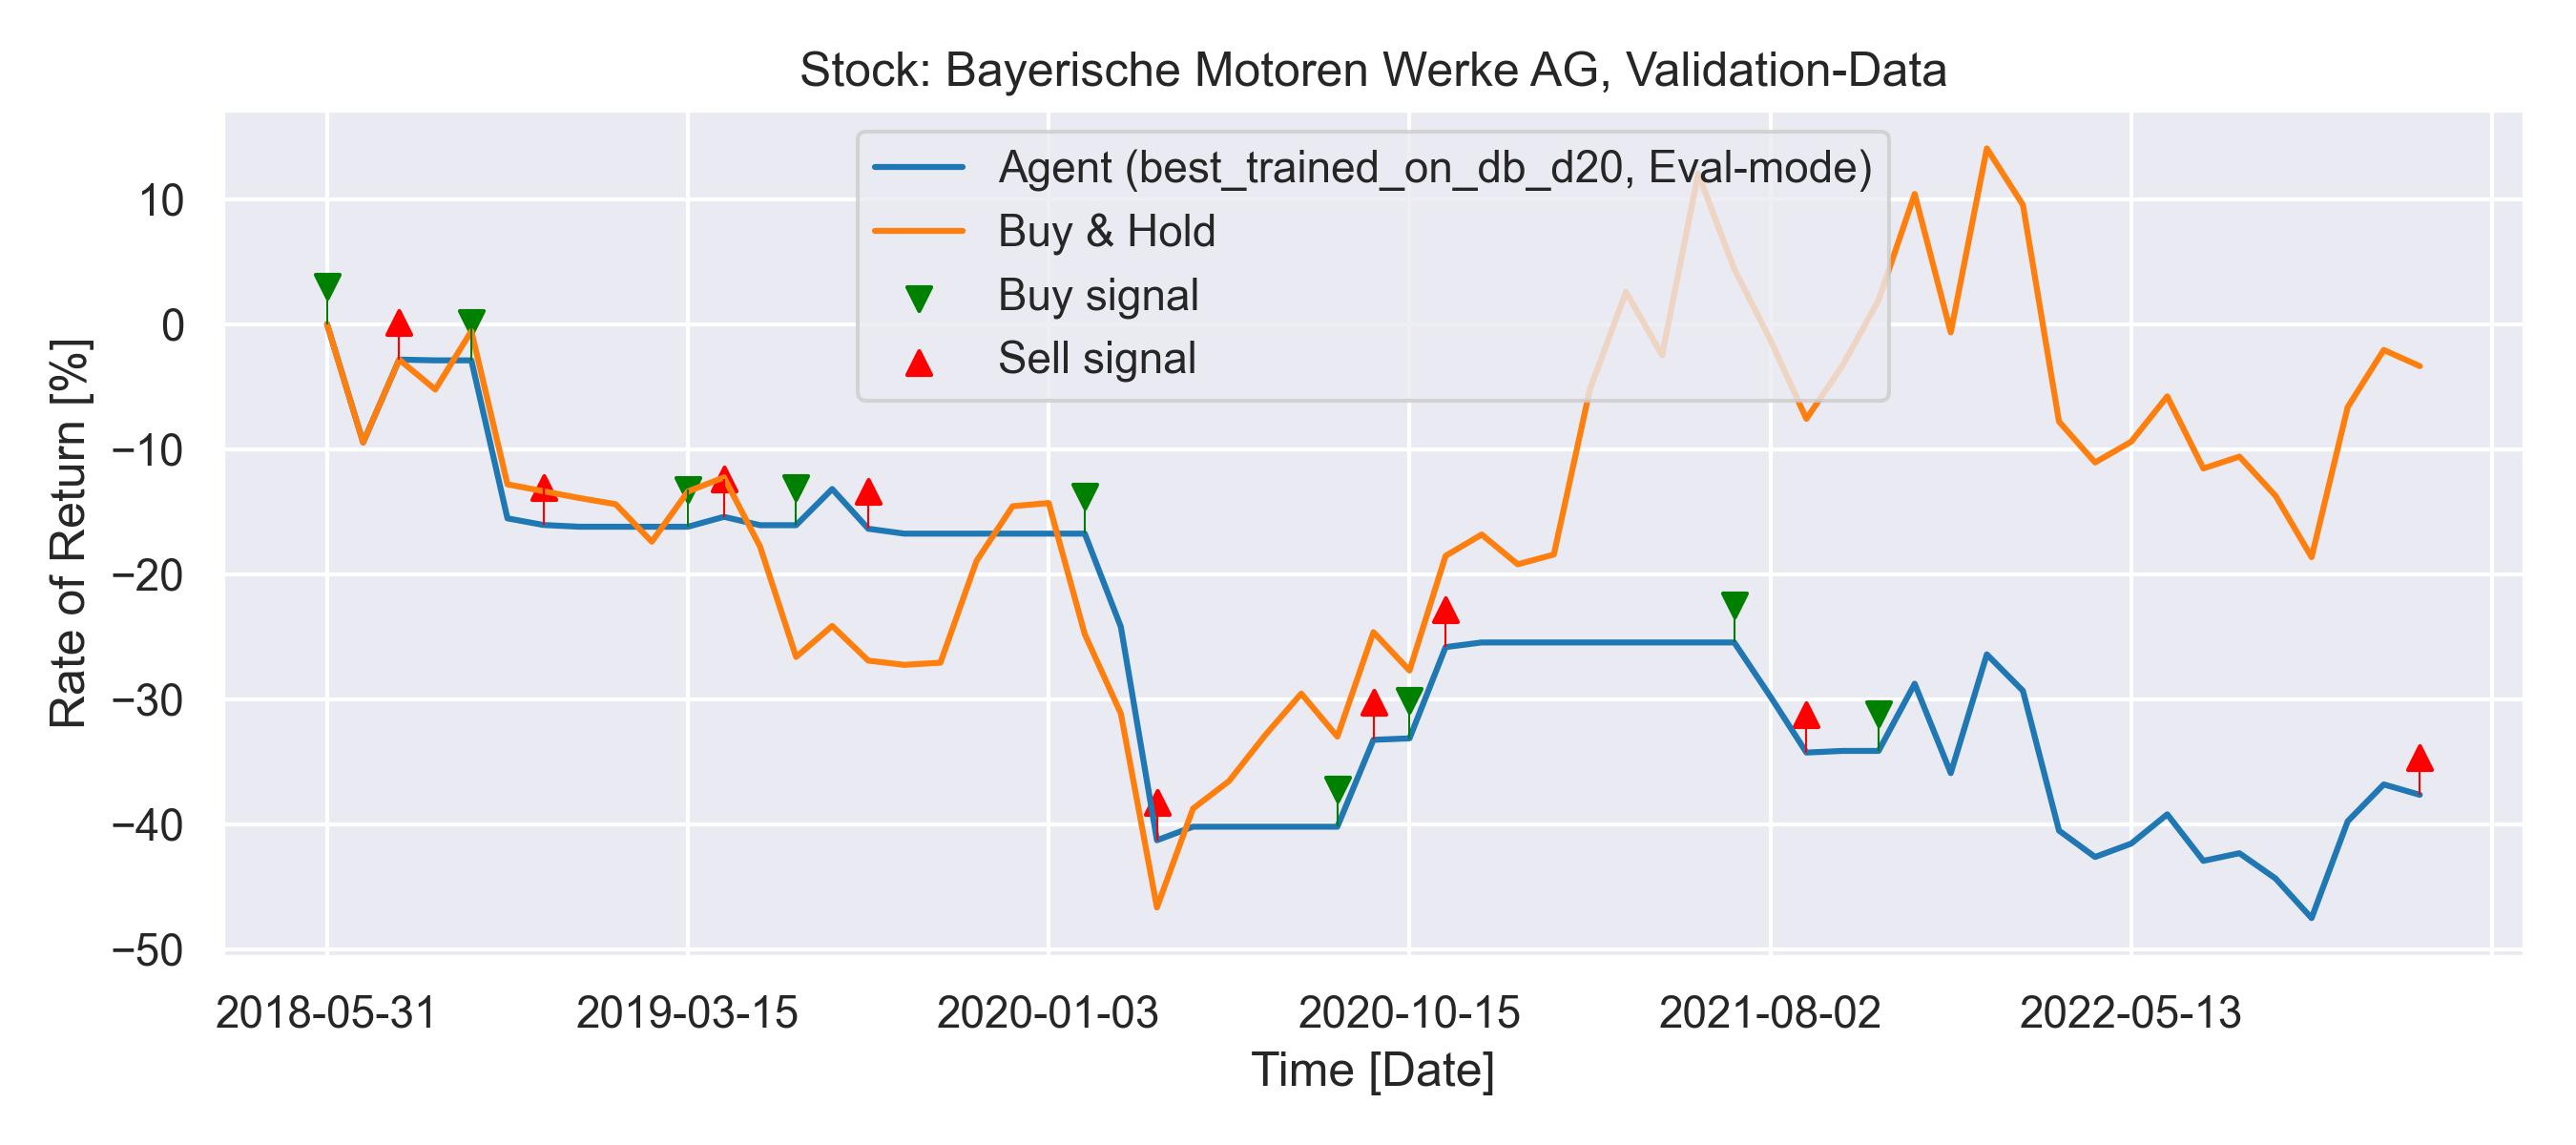 Stock: Bayerische Motoren Werke AG, Validation-Data
Agent (best_trained_on_db_d20, Eval-mode)
Buy & Hold
Buy signal
Sell signal
Rate of Return [%]
10
0
−10
−20
−30
−40
−50
2018-05-31 2019-03-15 2020-01-03 2020-10-15 2021-08-02 2022-05-13
Time [Date]